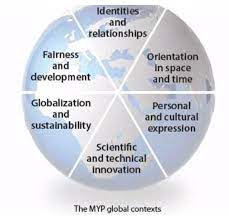 Identities
and
relationships
Fairness
and
development
Orientation
in space
and time
Globalization
and
sustainability
Personal
and cultural
expression
Scientific
and technical
innovation
The MYP global contexts